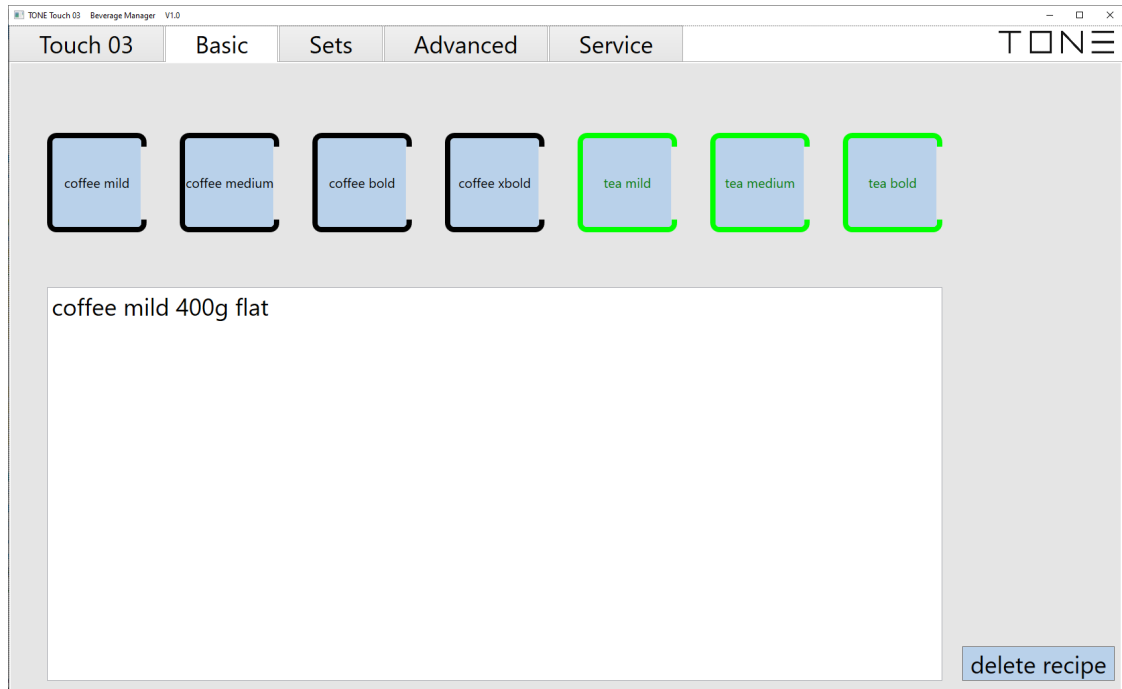 TONE Touch 03 Beverage Manager V1.0
Touch 03 Basic Sets Advanced Service TONE
coffee mild coffee medium coffee bold coffee xbold tea mild tea medium tea bold
coffee mild 400g flat
delete recipe